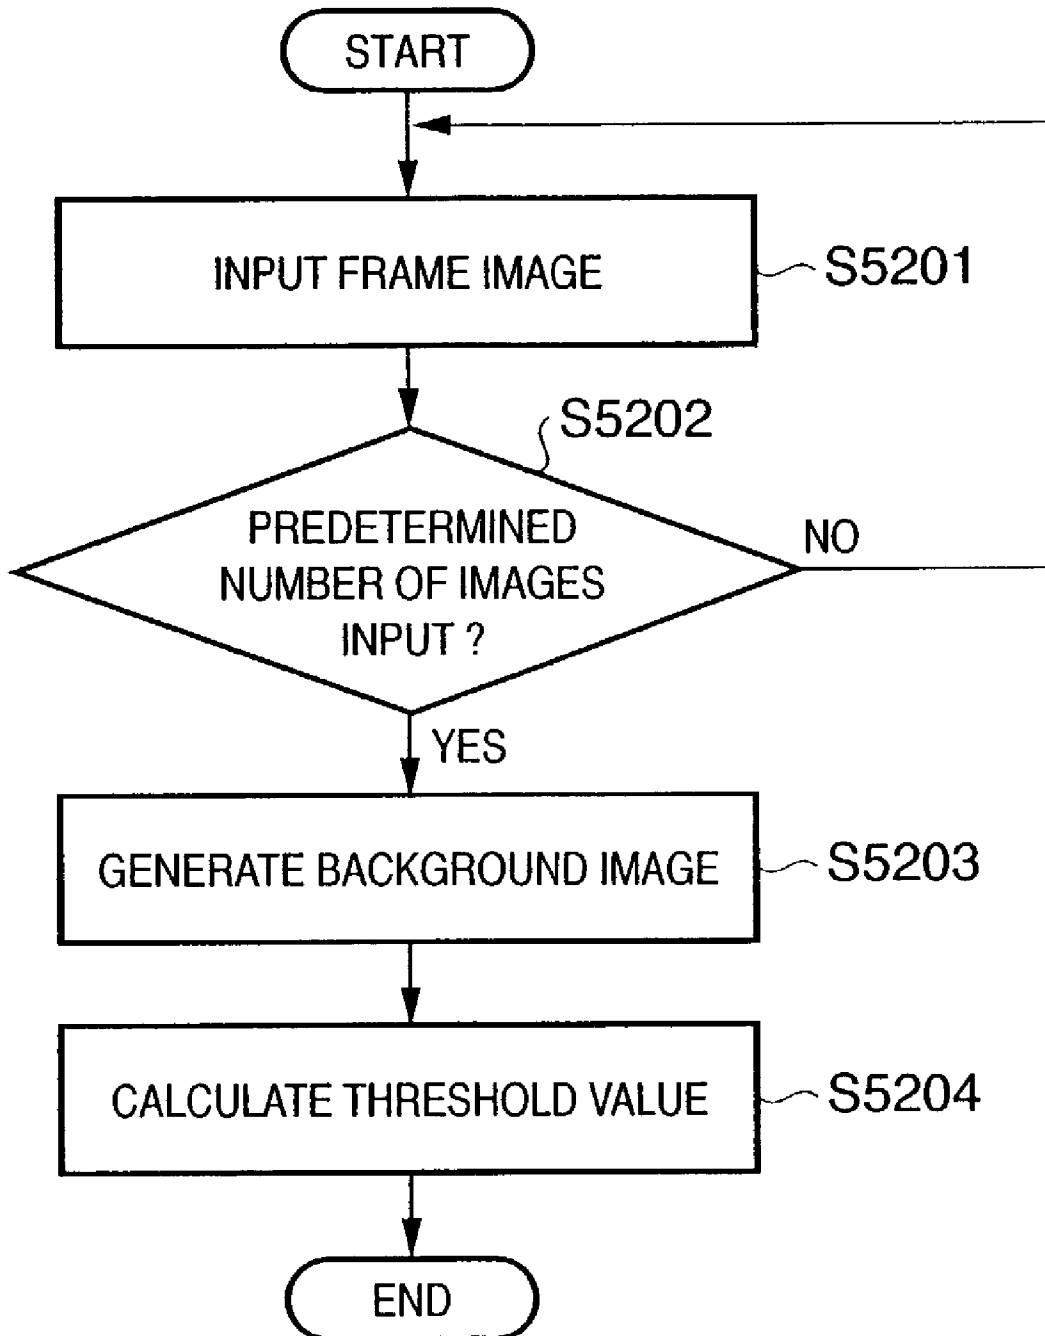 START
INPUT FRAME IMAGE
S5201
S5202
PREDETERMINED
NUMBER OF IMAGES
INPUT ?
NO
YES
GENERATE BACKGROUND IMAGE
S5203
CALCULATE THRESHOLD VALUE
S5204
END